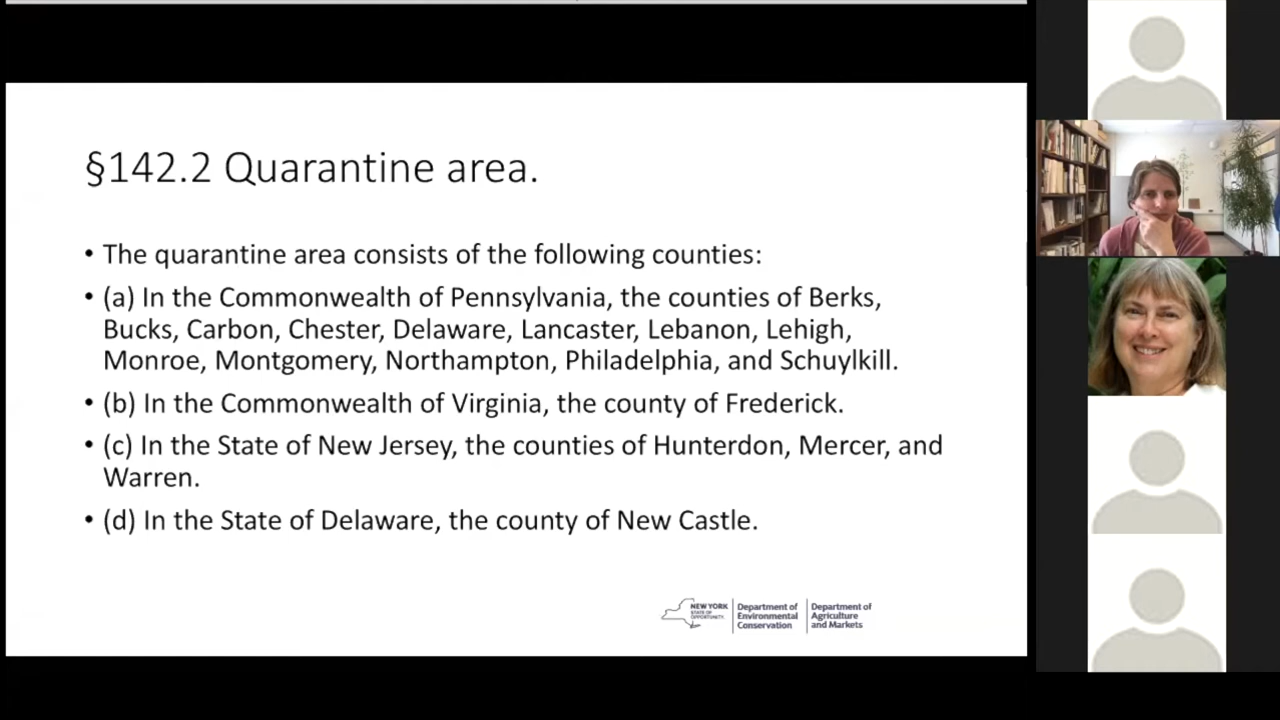 §142.2 Quarantine area.
• The quarantine area consists of the following counties:
• (a) In the Commonwealth of Pennsylvania, the counties of Berks,
Bucks, Carbon, Chester, Delaware, Lancaster, Lebanon, Lehigh,
Monroe, Montgomery, Northampton, Philadelphia, and Schuylkill.
• (b) In the Commonwealth of Virginia, the county of Frederick.
• (c) In the State of New Jersey, the counties of Hunterdon, Mercer, and
Warren.
• (d) In the State of Delaware, the county of New Castle.
NEW YORK
STATE OF
OPPORTUNITY.
Department of
Environmental
Conservation
Department of
Agriculture
and Markets